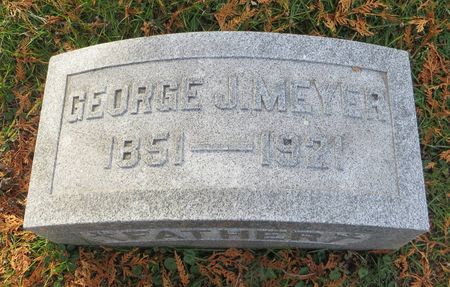 GEORGE J. MEYER
1851—1921
FATHER